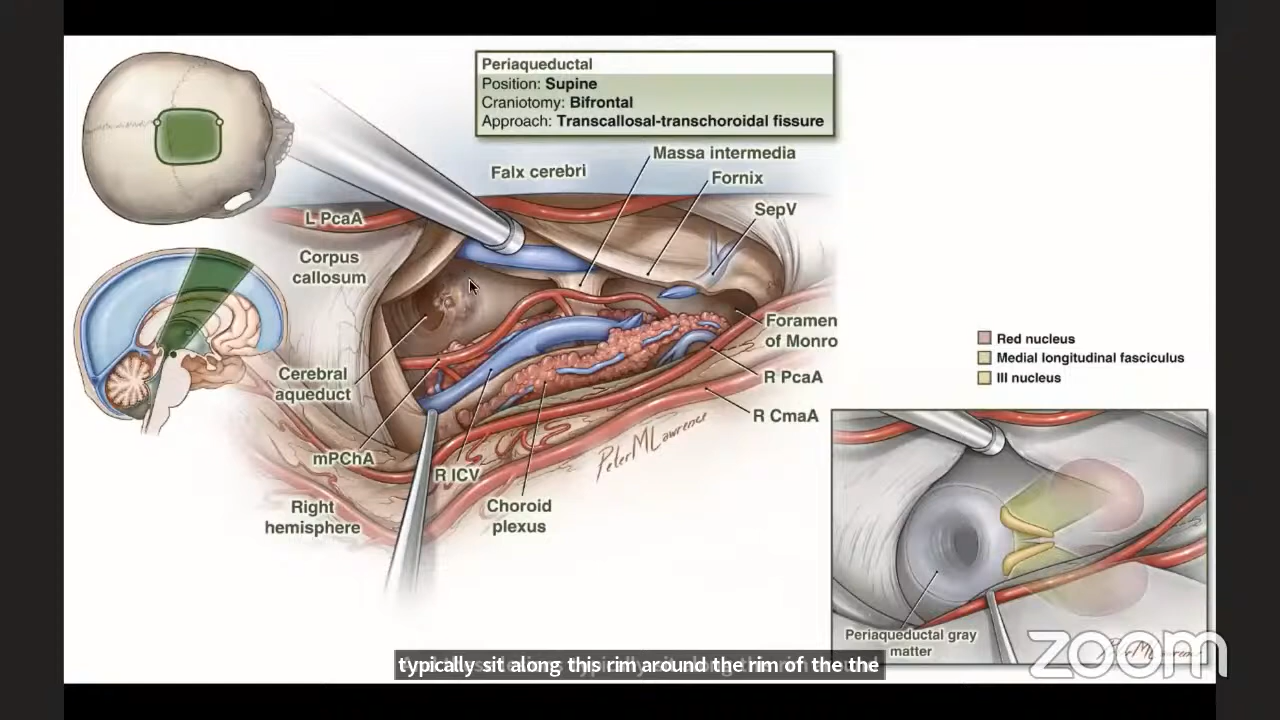 Periaqueductal
Position: Supine
Craniotomy: Bifrontal
Approach: Transcallosal-transchoroidal fissure
Massa intermedia
Falx cerebri
Fornix
SepV
L PcaA
Corpus
callosum
Foramen
of Monro
Cerebral
aqueduct
R PcaA
R CmaA
mPChA
R ICV
Choroid
plexus
Right
hemisphere
PeterMLawrence
Red nucleus
Medial longitudinal fasciculus
III nucleus
Periaqueductal gray
matter
zoom
typically sit along this rim around the rim of the the